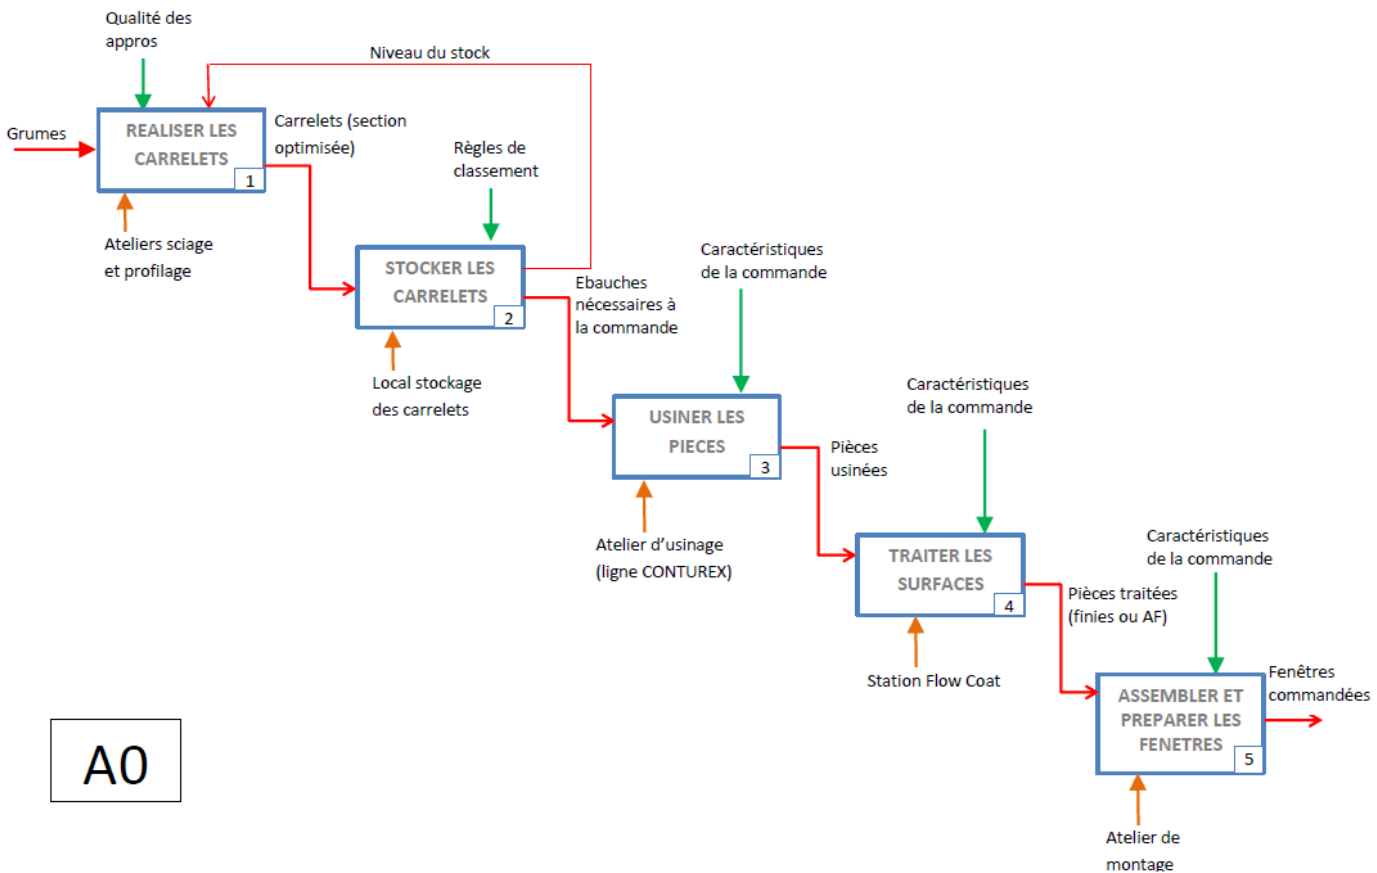 Qualité des
appros
Niveau du stock
Grumes
REALISER LES
CARRELETS
1
Carrelets (section
optimisée)
Règles de
classement
Ateliers sciage
et profilage
STOCKER LES
CARRELETS
2
Ebauches
nécessaires à
la commande
Caractéristiques
de la commande
Local stockage
des carrelets
USINER LES
PIECES
3
Caractéristiques
de la commande
Pièces
usinées
Atelier d’usinage
(ligne CONTUREX)
TRAITER LES
SURFACES
4
Caractéristiques
de la commande
Pièces traitées
(finies ou AF)
Station Flow Coat
ASSEMBLER ET
PREPARER LES
FENETRES
5
Fenêtres
commandées
A0
Atelier de
montage